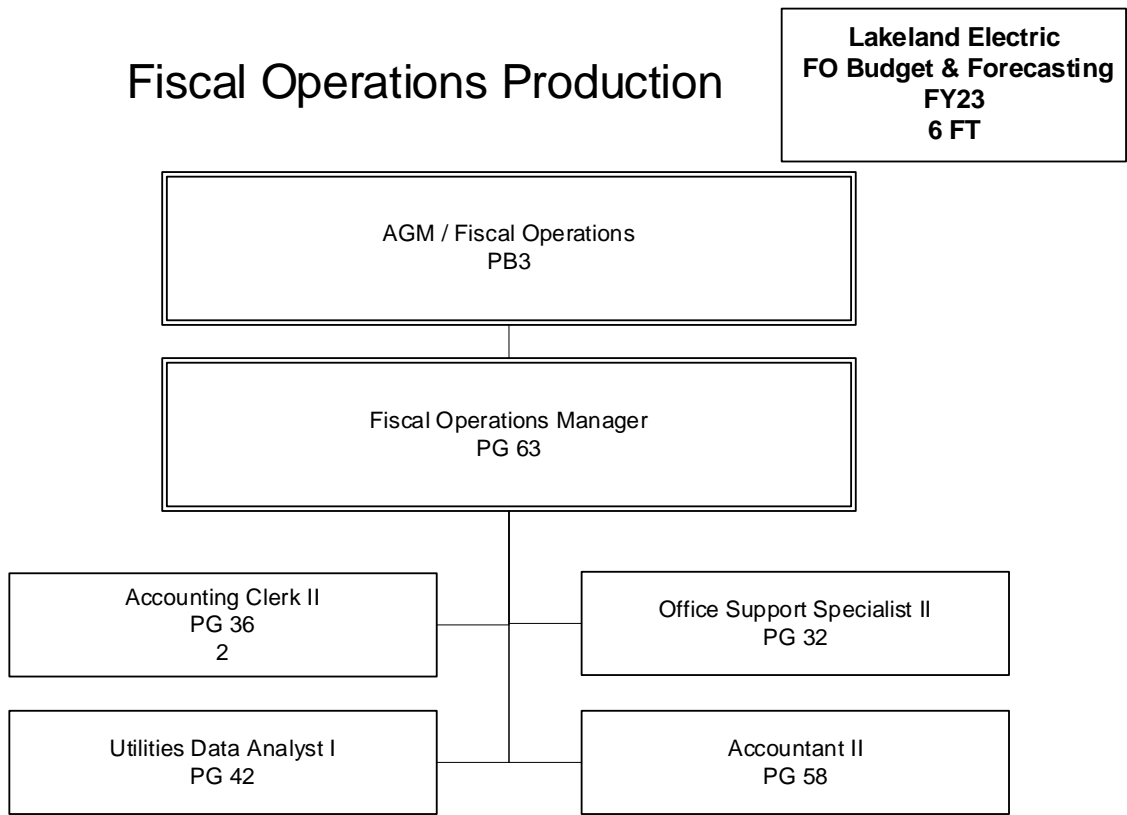 Fiscal Operations Production
Lakeland Electric
FO Budget & Forecasting
FY23
6 FT
AGM / Fiscal Operations
PB3
Fiscal Operations Manager
PG 63
Accounting Clerk II
PG 36
2
Office Support Specialist II
PG 32
Utilities Data Analyst I
PG 42
Accountant II
PG 58